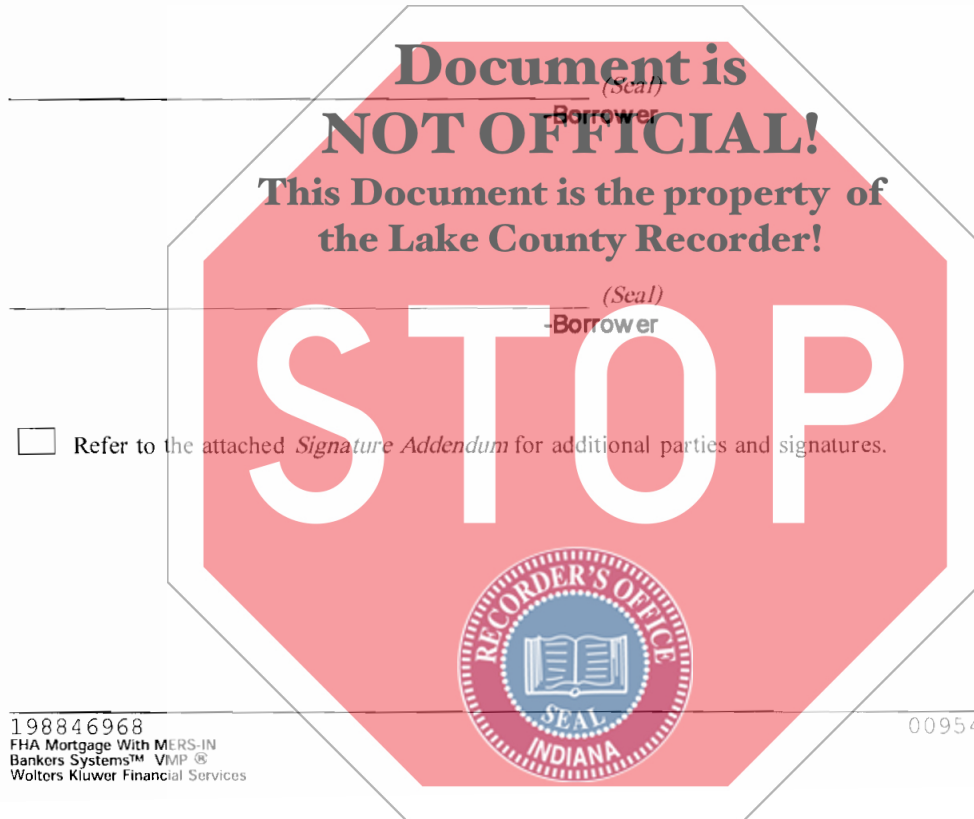 Document is
(Seal)
-Borrower
NOT OFFICIAL!
This Document is the property of
the Lake County Recorder!
(Seal)
-Borrower
STOP
Refer to the attached Signature Addendum for additional parties and signatures.
RECORDER'S OFFICE
SEAL
INDIANA
198846968
00954
FHA Mortgage With MERS-IN
Bankers Systems™ VMP ®
Wolters Kluwer Financial Services